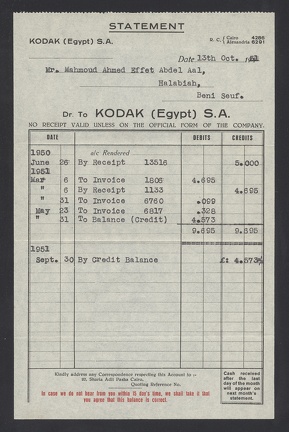 STATEMENT
KODAK (Egypt) S.A.
R. C. { Cairo 4266
Alexandria 6291
Date 13th Oct. 1951
Mr. Mahmoud Ahmed Effet Abdel Aal,
Halabieh,
Beni Seuf.
Dr. To KODAK (Egypt) S.A.
NO RECEIPT VALID UNLESS ON THE OFFICIAL FORM OF THE COMPANY.
DATE DEBITS CREDITS
1950 a/c Rendered
June 26 By Receipt 13516 5.000
1951
Mar 6 To Invoice 1808 4.695
" 6 By Receipt 1133 4.695
" 31 To Invoice 6760 .099
May 23 To Invoice 6817 .328
" 31 To Balance (Credit) 4.573
9.695 9.695
1951
Sept. 30 By Credit Balance £: 4.573
Kindly address any Correspondence respecting this Account to :-
Adli Pasha Cairo.
Quoting Reference No.
In case we do not hear from you within 15 day's time, we shall take it that
you agree that this balance is correct.
Cash received
after the last
day of the month
will appear on
next month's
statement.